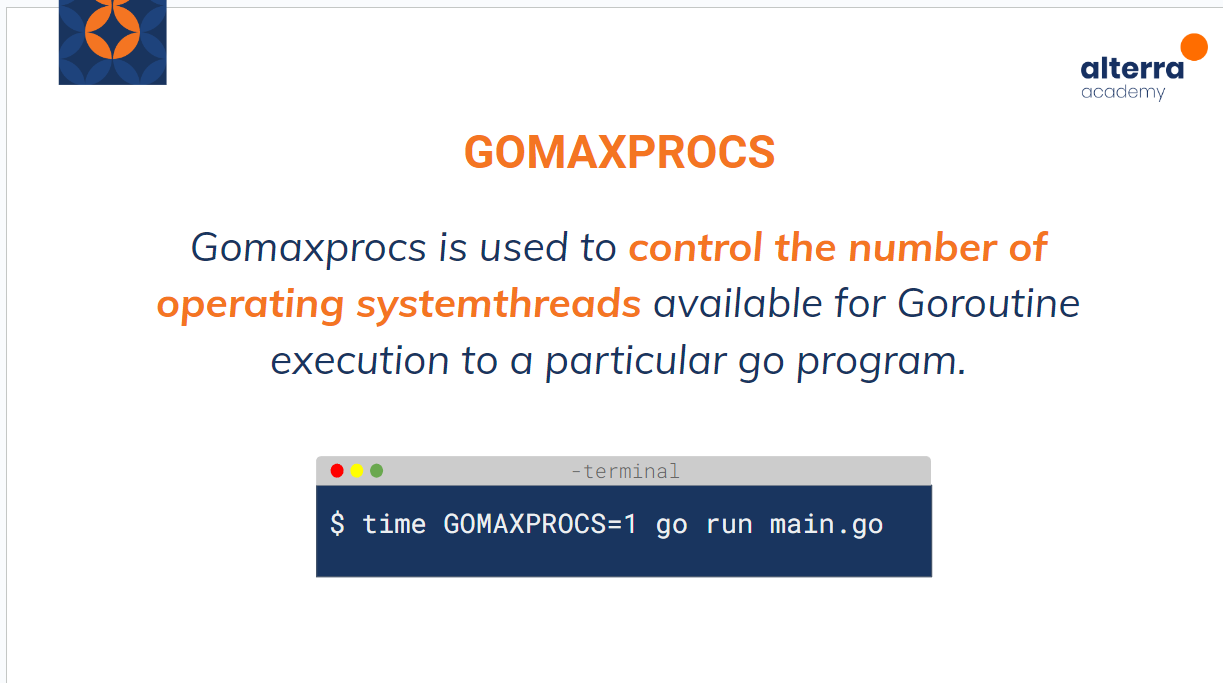 alterra
academy
GOMAXPROCS
Gomaxprocs is used to control the number of
operating systemthreads available for Goroutine
execution to a particular go program.
-terminal
$ time GOMAXPROCS=1 go run main.go